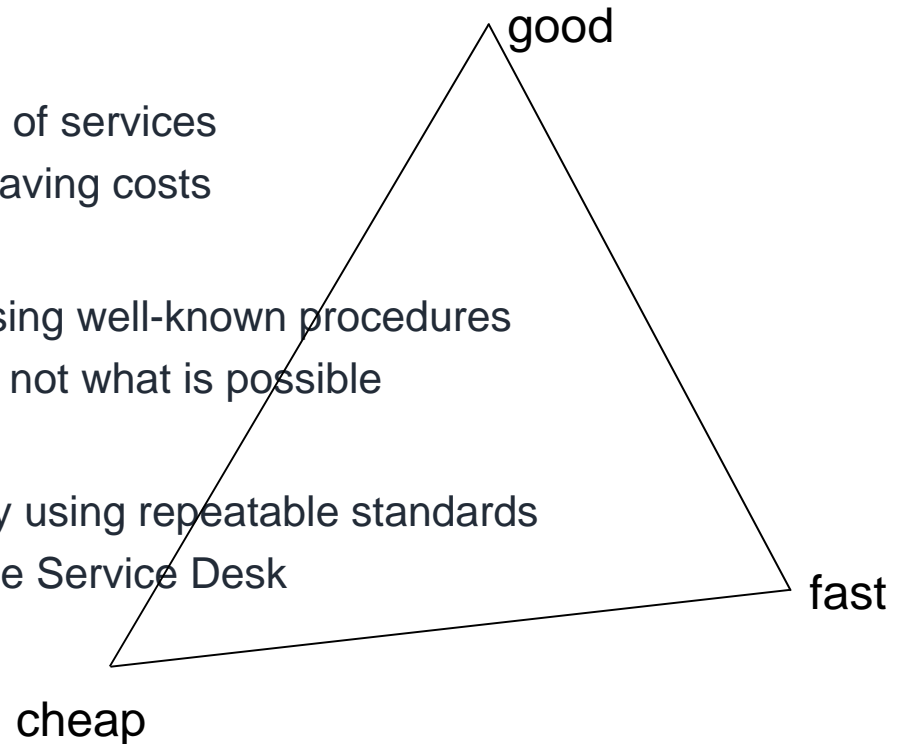 good
of services
aving costs
sing well-known procedures
not what is possible
y using repeatable standards
e Service Desk
fast
cheap